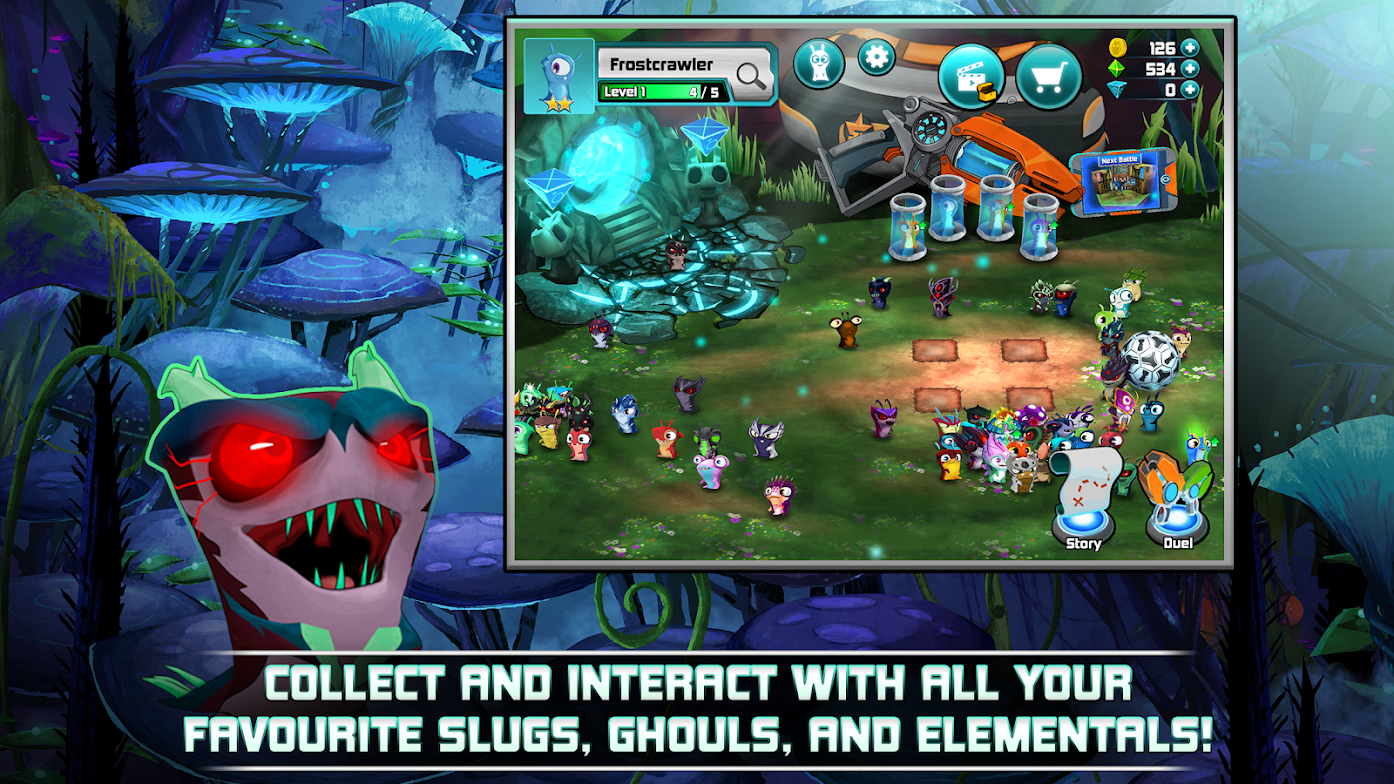 Frostcrawler
Level 1 4 / 5
126
534
0
Next Battle
Story
Duel
COLLECT AND INTERACT WITH ALL YOUR
FAVOURITE SLUGS, GHOULS, AND ELEMENTALS!